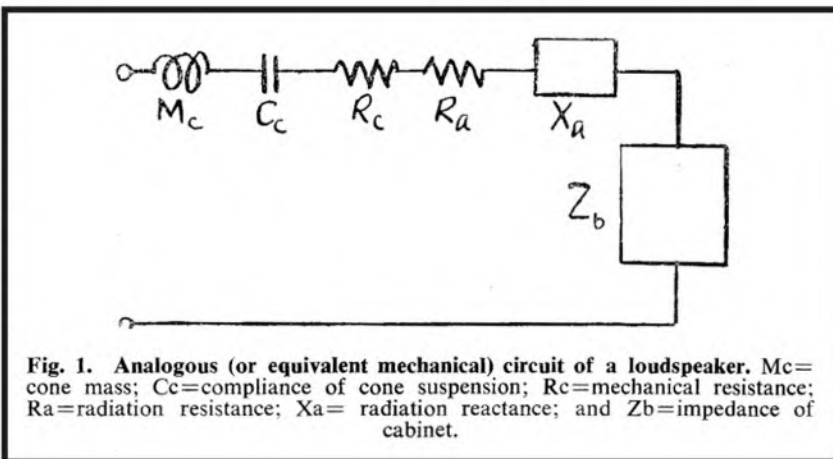 Mc Cc Rc Ra Xa
Zb
Fig. 1. Analogous (or equivalent mechanical) circuit of a loudspeaker. Mc=
cone mass; Cc=compliance of cone suspension; Rc=mechanical resistance;
Ra=radiation resistance; Xa= radiation reactance; and Zb=impedance of
cabinet.